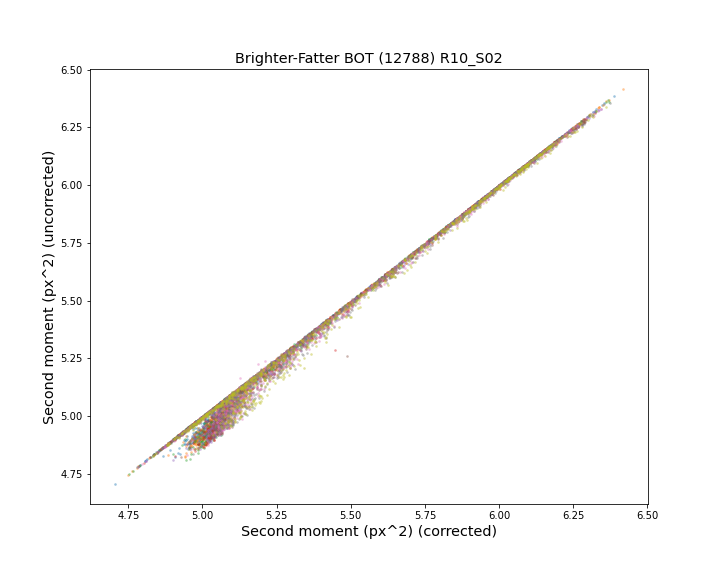 Brighter-Fatter BOT (12788) R10_S02
Second moment (px^2) (uncorrected)
6.50
6.25
6.00
5.75
5.50
5.25
5.00
4.75
4.75 5.00 5.25 5.50 5.75 6.00 6.25 6.50
Second moment (px^2) (corrected)